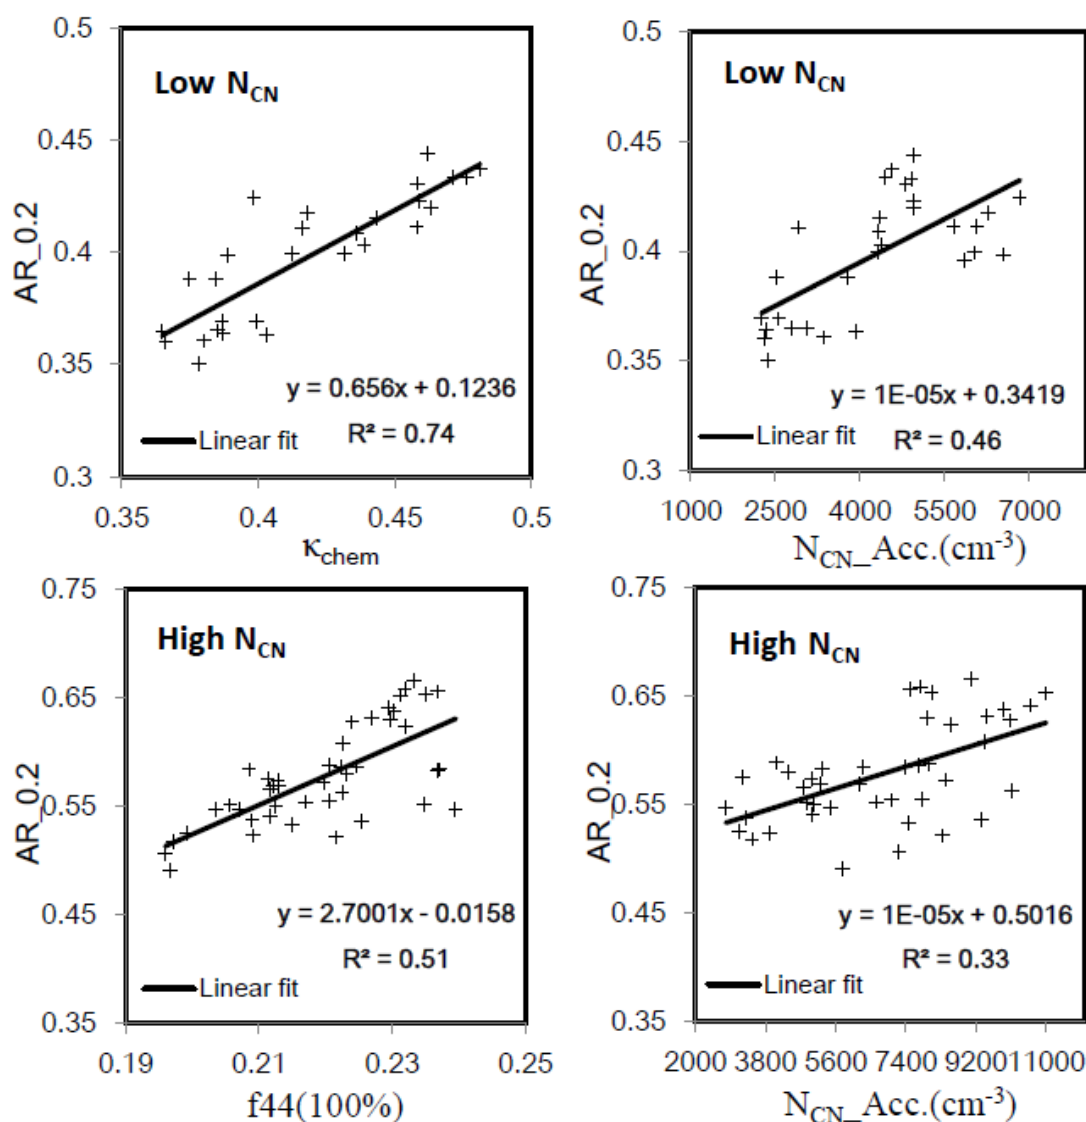 0.5
Low N_CN
0.45
0.4
AR_0.2
0.35
y = 0.656x + 0.1236
R² = 0.74
Linear fit
0.3
0.35 0.4 0.45 0.5
κ_chem
0.5
Low N_CN
0.45
0.4
AR_0.2
0.35
y = 1E-05x + 0.3419
R² = 0.46
Linear fit
0.3
1000 2500 4000 5500 7000
N_CN_Acc.(cm⁻³)
0.75
High N_CN
0.65
0.55
AR_0.2
0.45
y = 2.7001x - 0.0158
R² = 0.51
Linear fit
0.35
0.19 0.21 0.23 0.25
f44(100%)
0.75
High N_CN
0.65
0.55
AR_0.2
0.45
y = 1E-05x + 0.5016
R² = 0.33
Linear fit
0.35
2000 3800 5600 7400 9200 11000
N_CN_Acc.(cm⁻³)